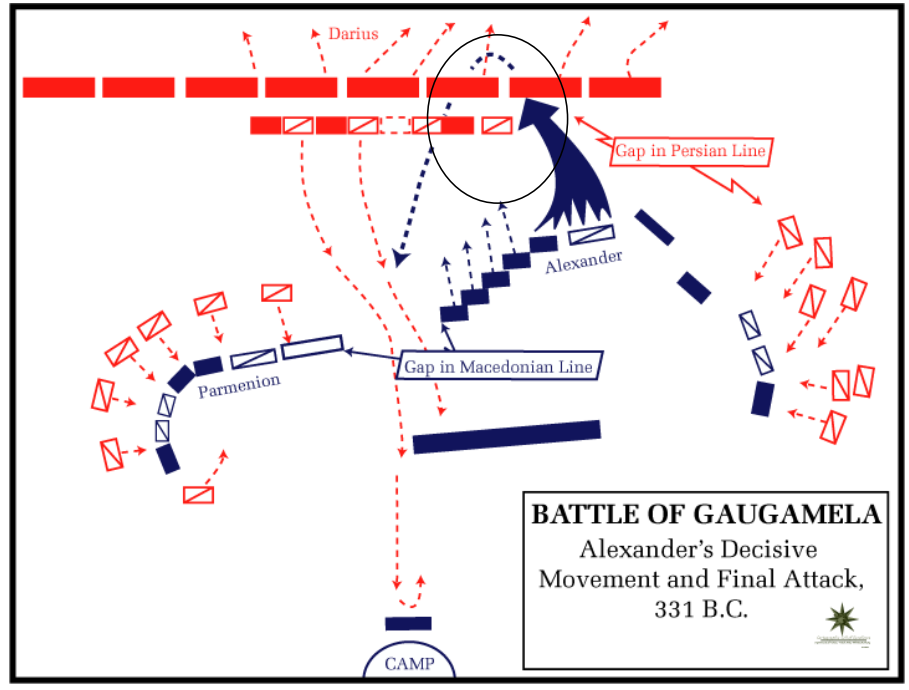 Darius
Gap in Persian Line
Alexander
Parmenion
Gap in Macedonian Line
BATTLE OF GAUGAMELA
Alexander's Decisive
Movement and Final Attack,
331 B.C.
CAMP